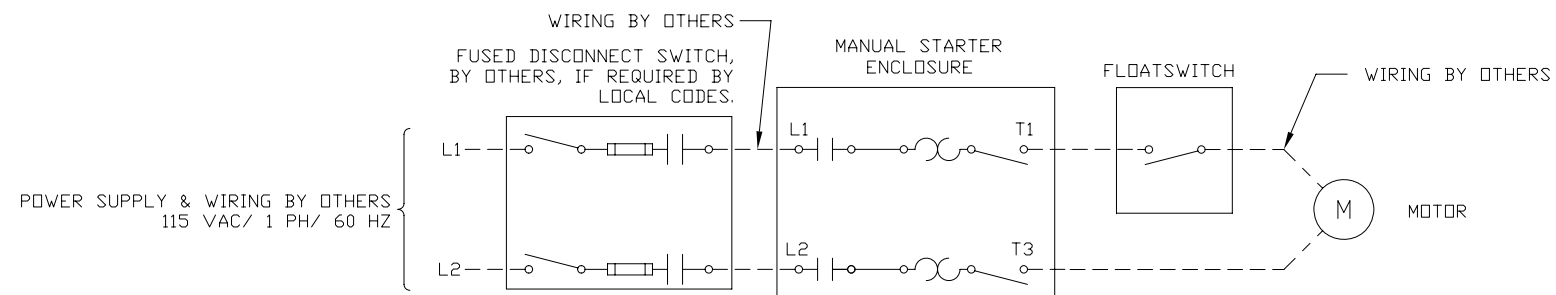 WIRING BY OTHERS
FUSED DISCONNECT SWITCH,
BY OTHERS, IF REQUIRED BY
LOCAL CODES.
MANUAL STARTER
ENCLOSURE
FLOATSWITCH
WIRING BY OTHERS
L1
L1
T1
POWER SUPPLY & WIRING BY OTHERS
115 VAC/ 1 PH/ 60 HZ
M
MOTOR
L2
L2
T3